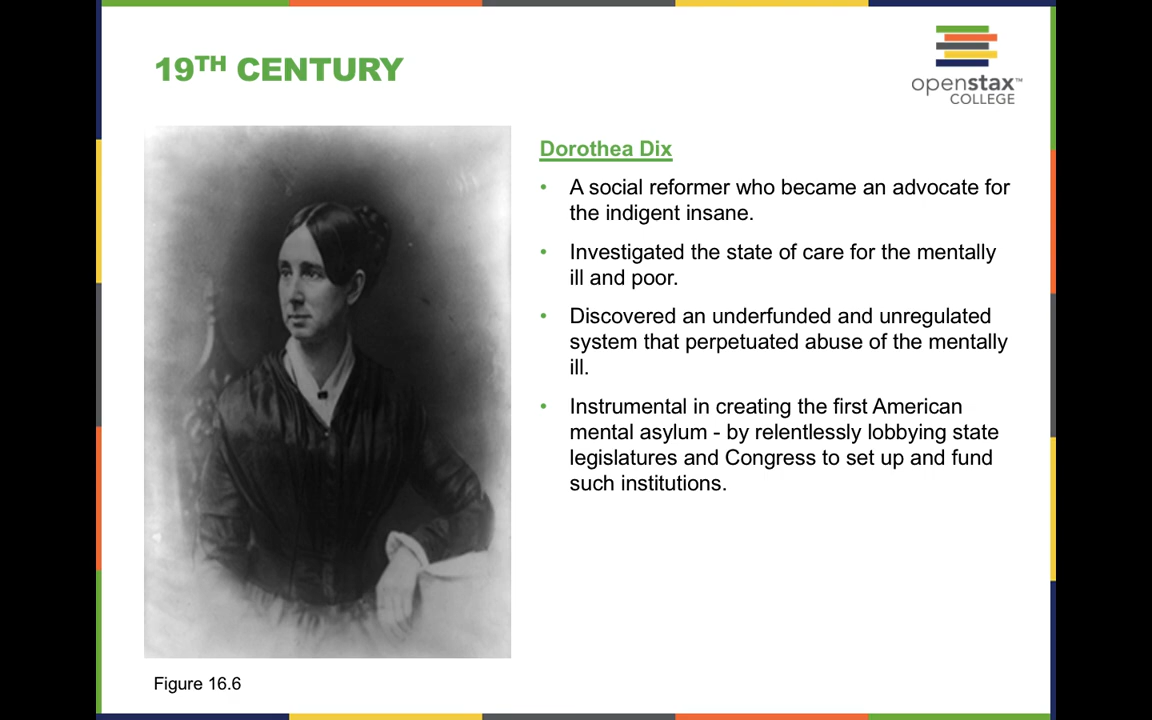 19TH CENTURY
openstax™
COLLEGE
Dorothea Dix
• A social reformer who became an advocate for
the indigent insane.
• Investigated the state of care for the mentally
ill and poor.
• Discovered an underfunded and unregulated
system that perpetuated abuse of the mentally
ill.
• Instrumental in creating the first American
mental asylum - by relentlessly lobbying state
legislatures and Congress to set up and fund
such institutions.
Figure 16.6